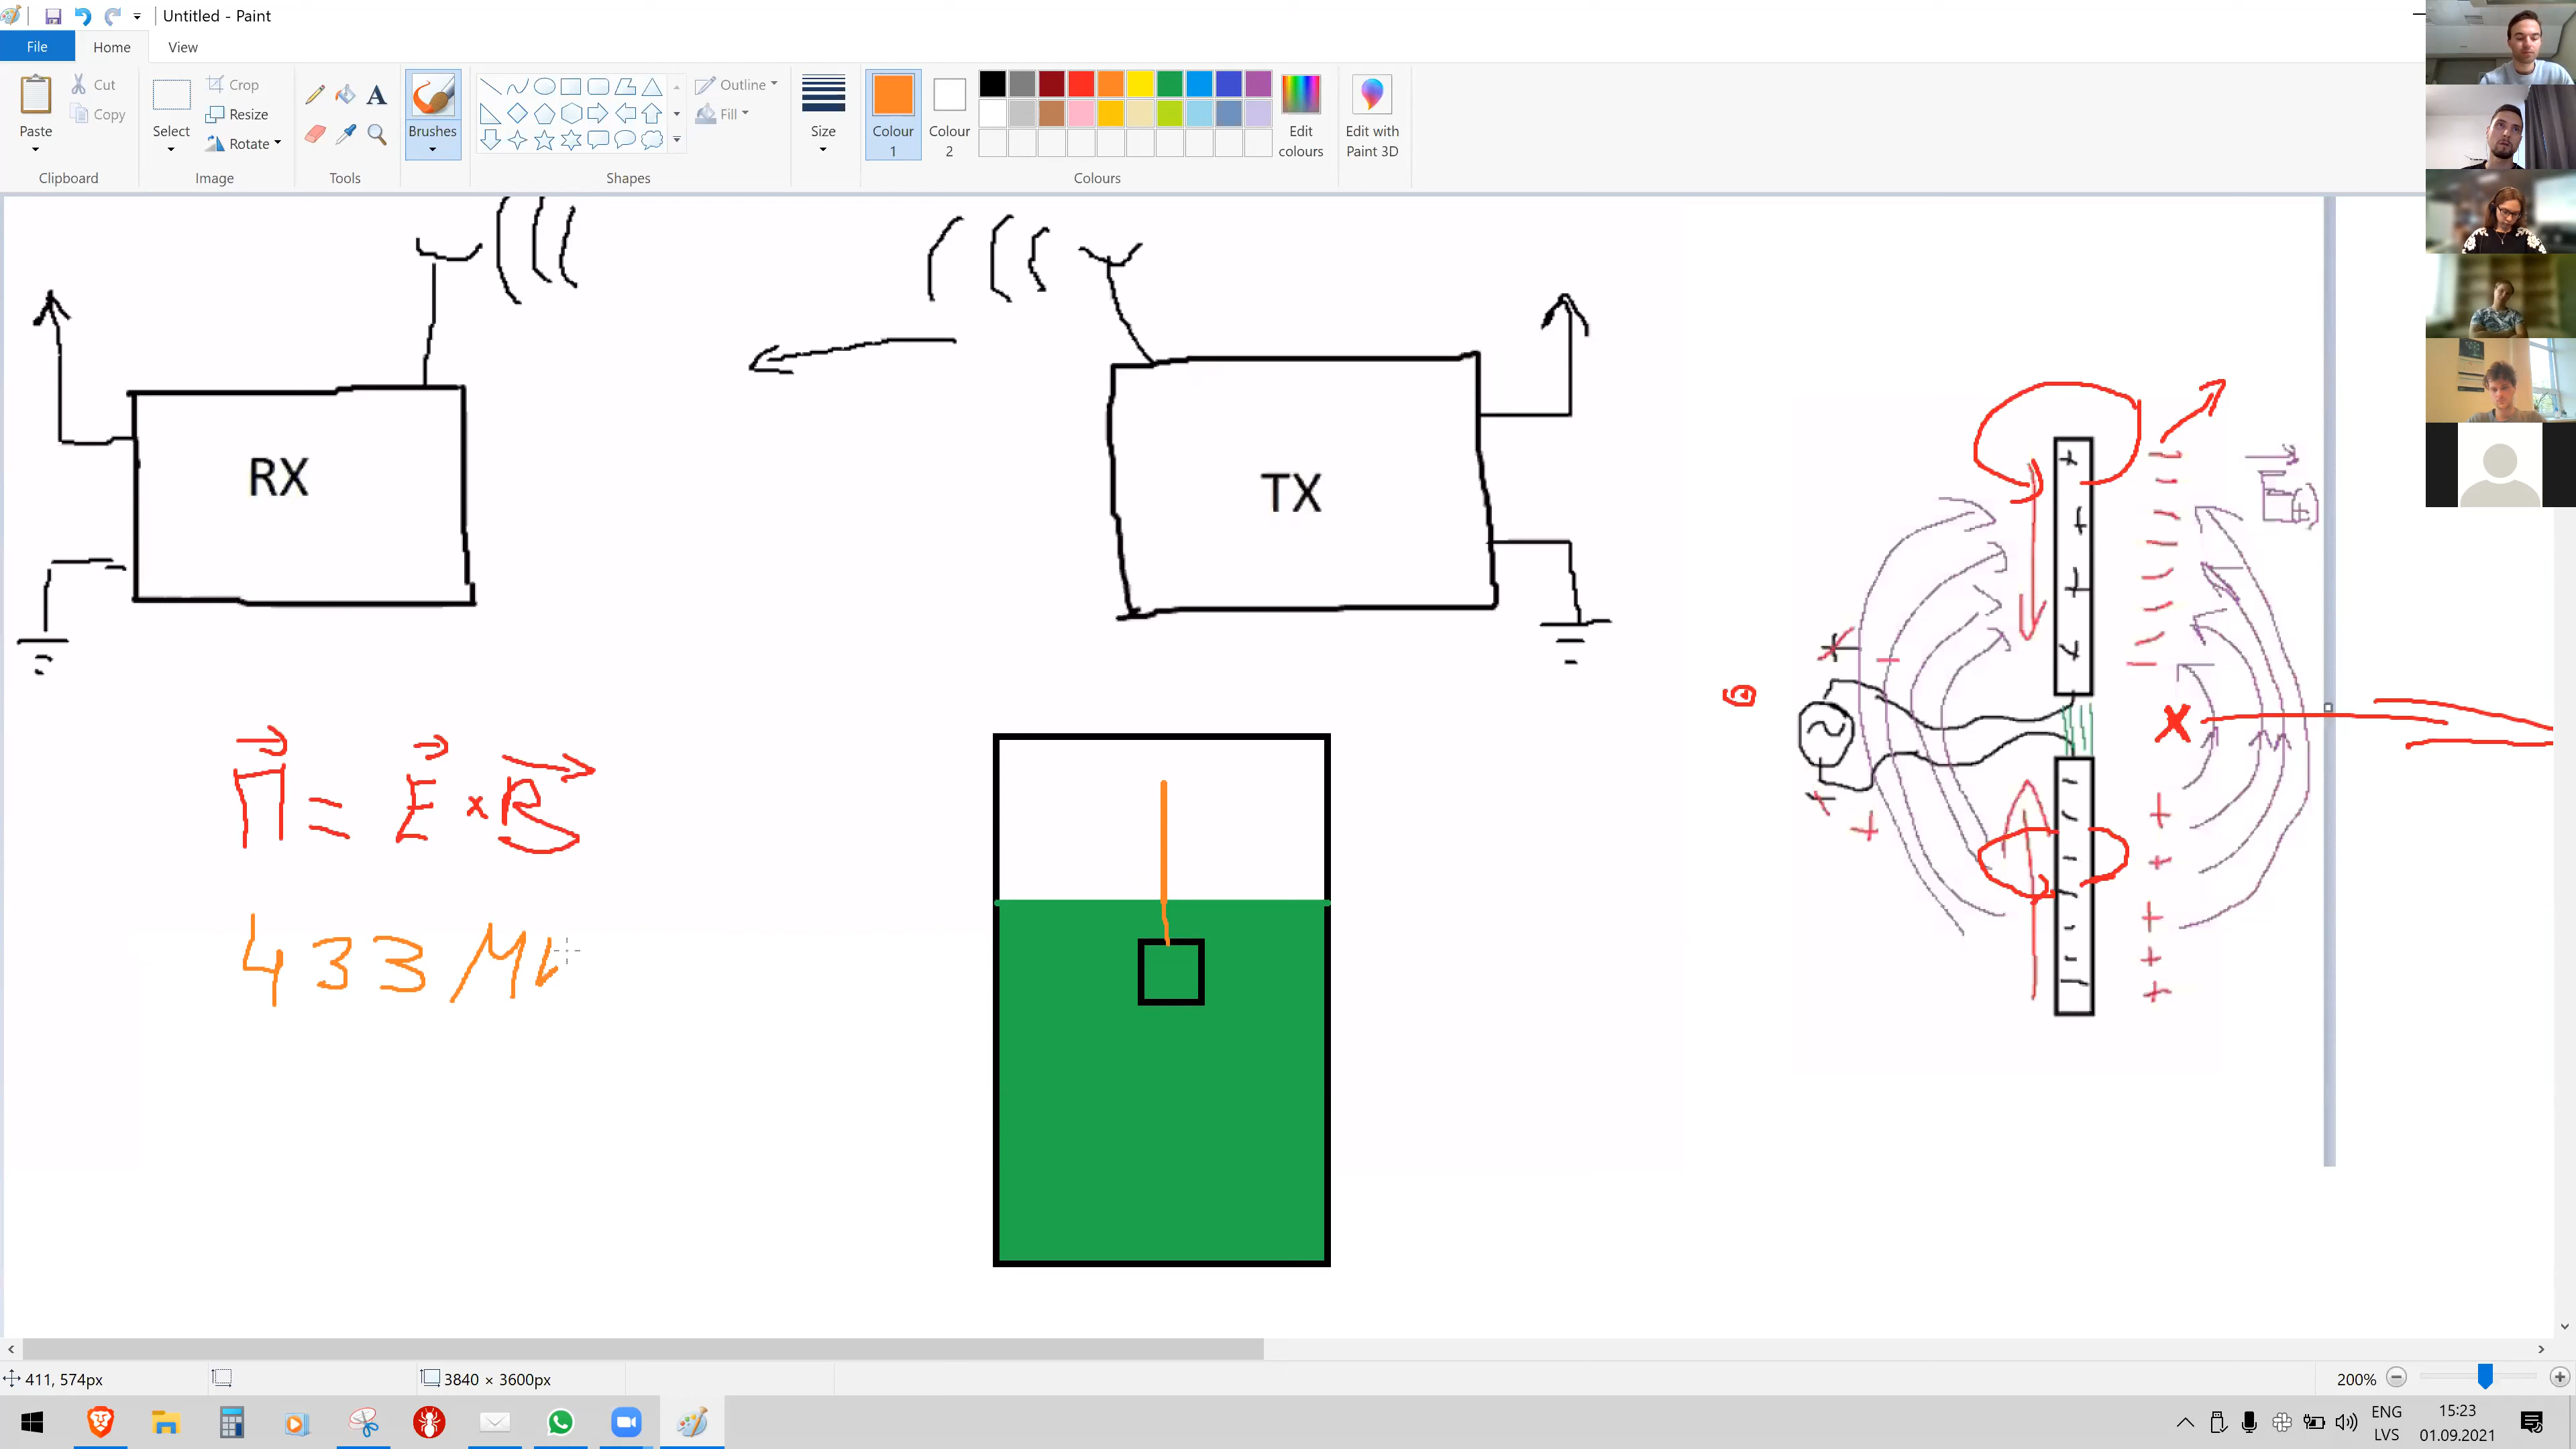 Untitled - Paint
File Home View
Paste
Cut
Copy
Clipboard
Select
Crop
Resize
Rotate
Image
Tools
Brushes
Shapes
Outline
Fill
Size
Colour 1
Colour 2
Edit colours
Colours
Edit with Paint 3D
RX
TX
Π = E × B
433 M
411, 574px
3840 × 3600px
200%
ENG
LVS
15:23
01.09.2021